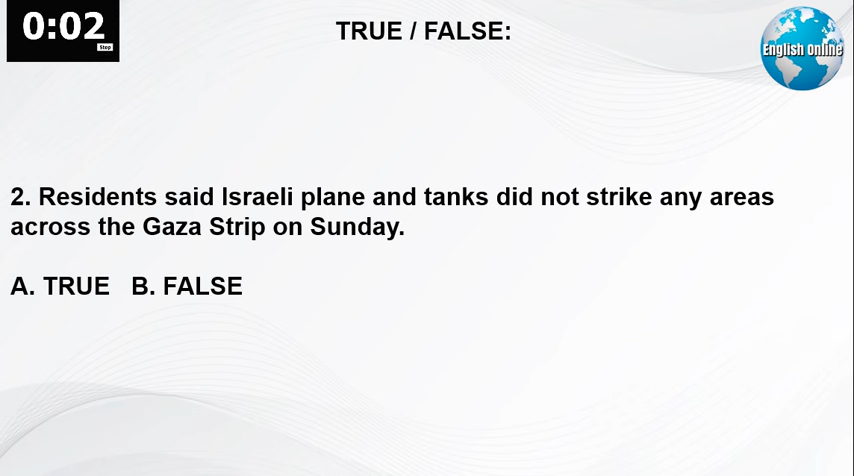 0:02
Stop
TRUE / FALSE:
English Online
2. Residents said Israeli plane and tanks did not strike any areas
across the Gaza Strip on Sunday.
A. TRUE B. FALSE